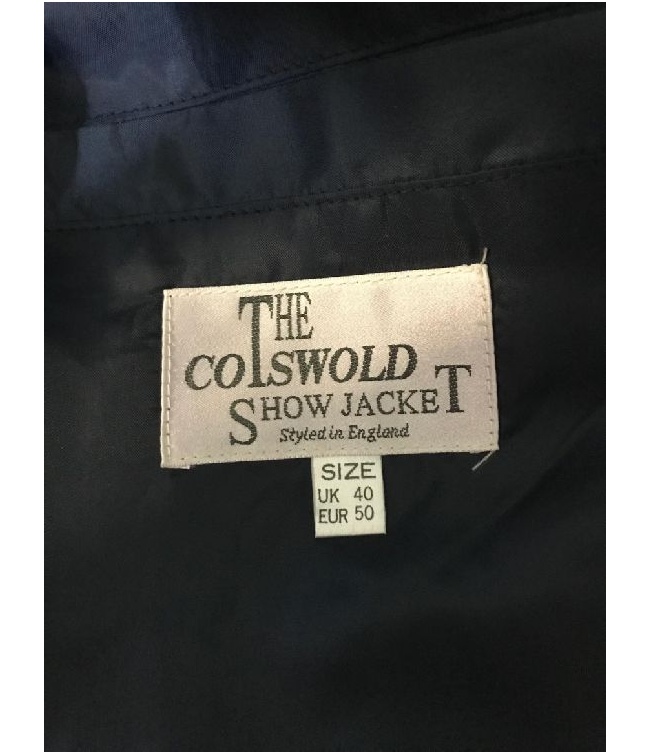 THE
COTSWOLD
SHOW JACKET
Styled in England
SIZE
UK 40
EUR 50